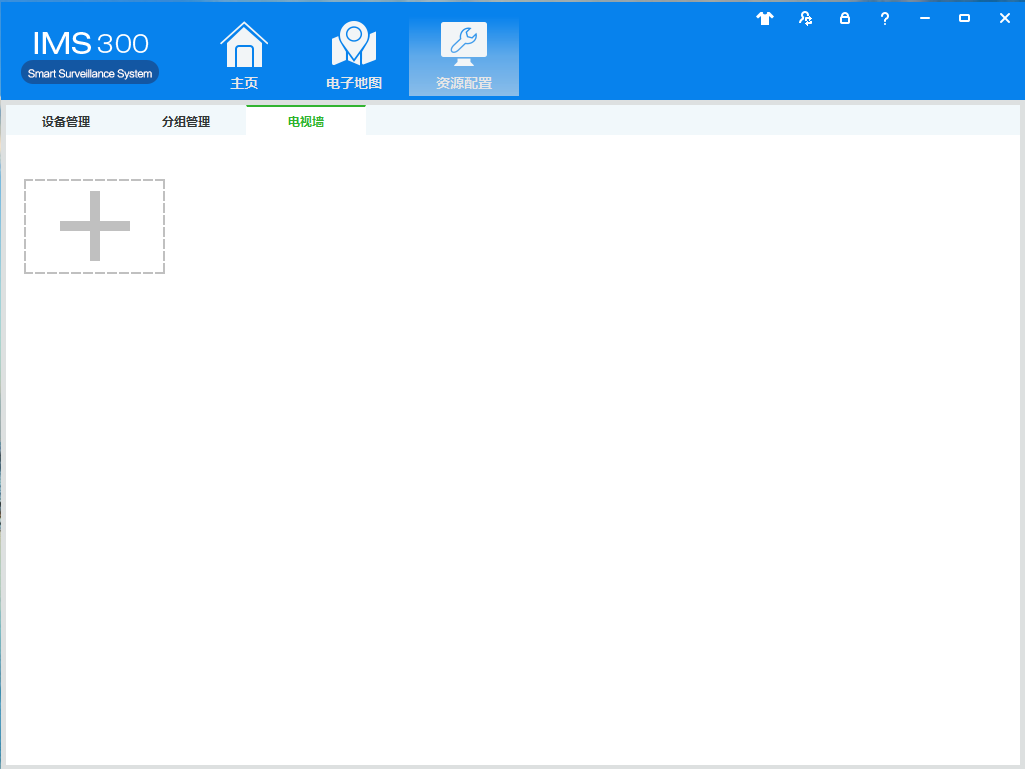 IMS 300
Smart Surveillance System
主页
电子地图
资源配置
设备管理
分组管理
电视墙